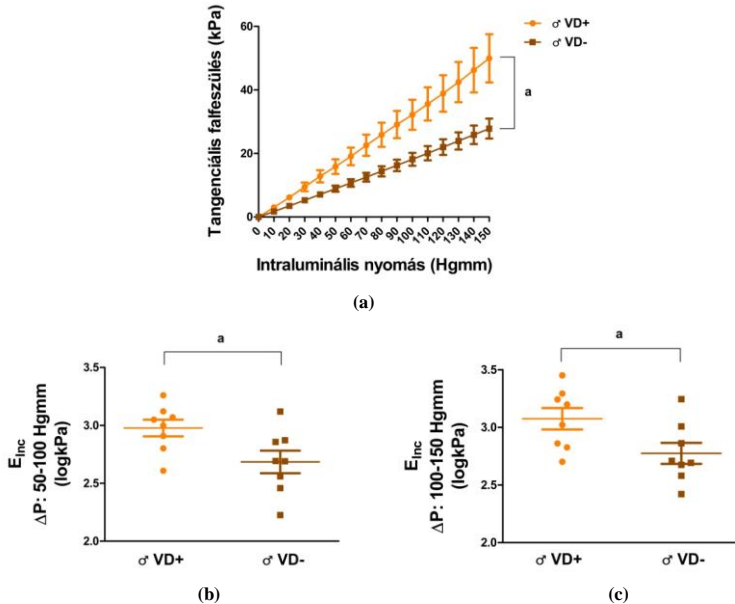 Tangenciális falfeszülés (kPa)
60
40
20
0
♂ VD+
♂ VD-
a
0 10 20 30 40 50 60 70 80 90 100 110 120 130 140 150
Intraluminális nyomás (Hgmm)
(a)
a
E_Inc
ΔP: 50-100 Hgmm
(logkPa)
3.5
3.0
2.5
2.0
♂ VD+ ♂ VD-
(b)
a
E_Inc
ΔP: 100-150 Hgmm
(logkPa)
3.5
3.0
2.5
2.0
♂ VD+ ♂ VD-
(c)